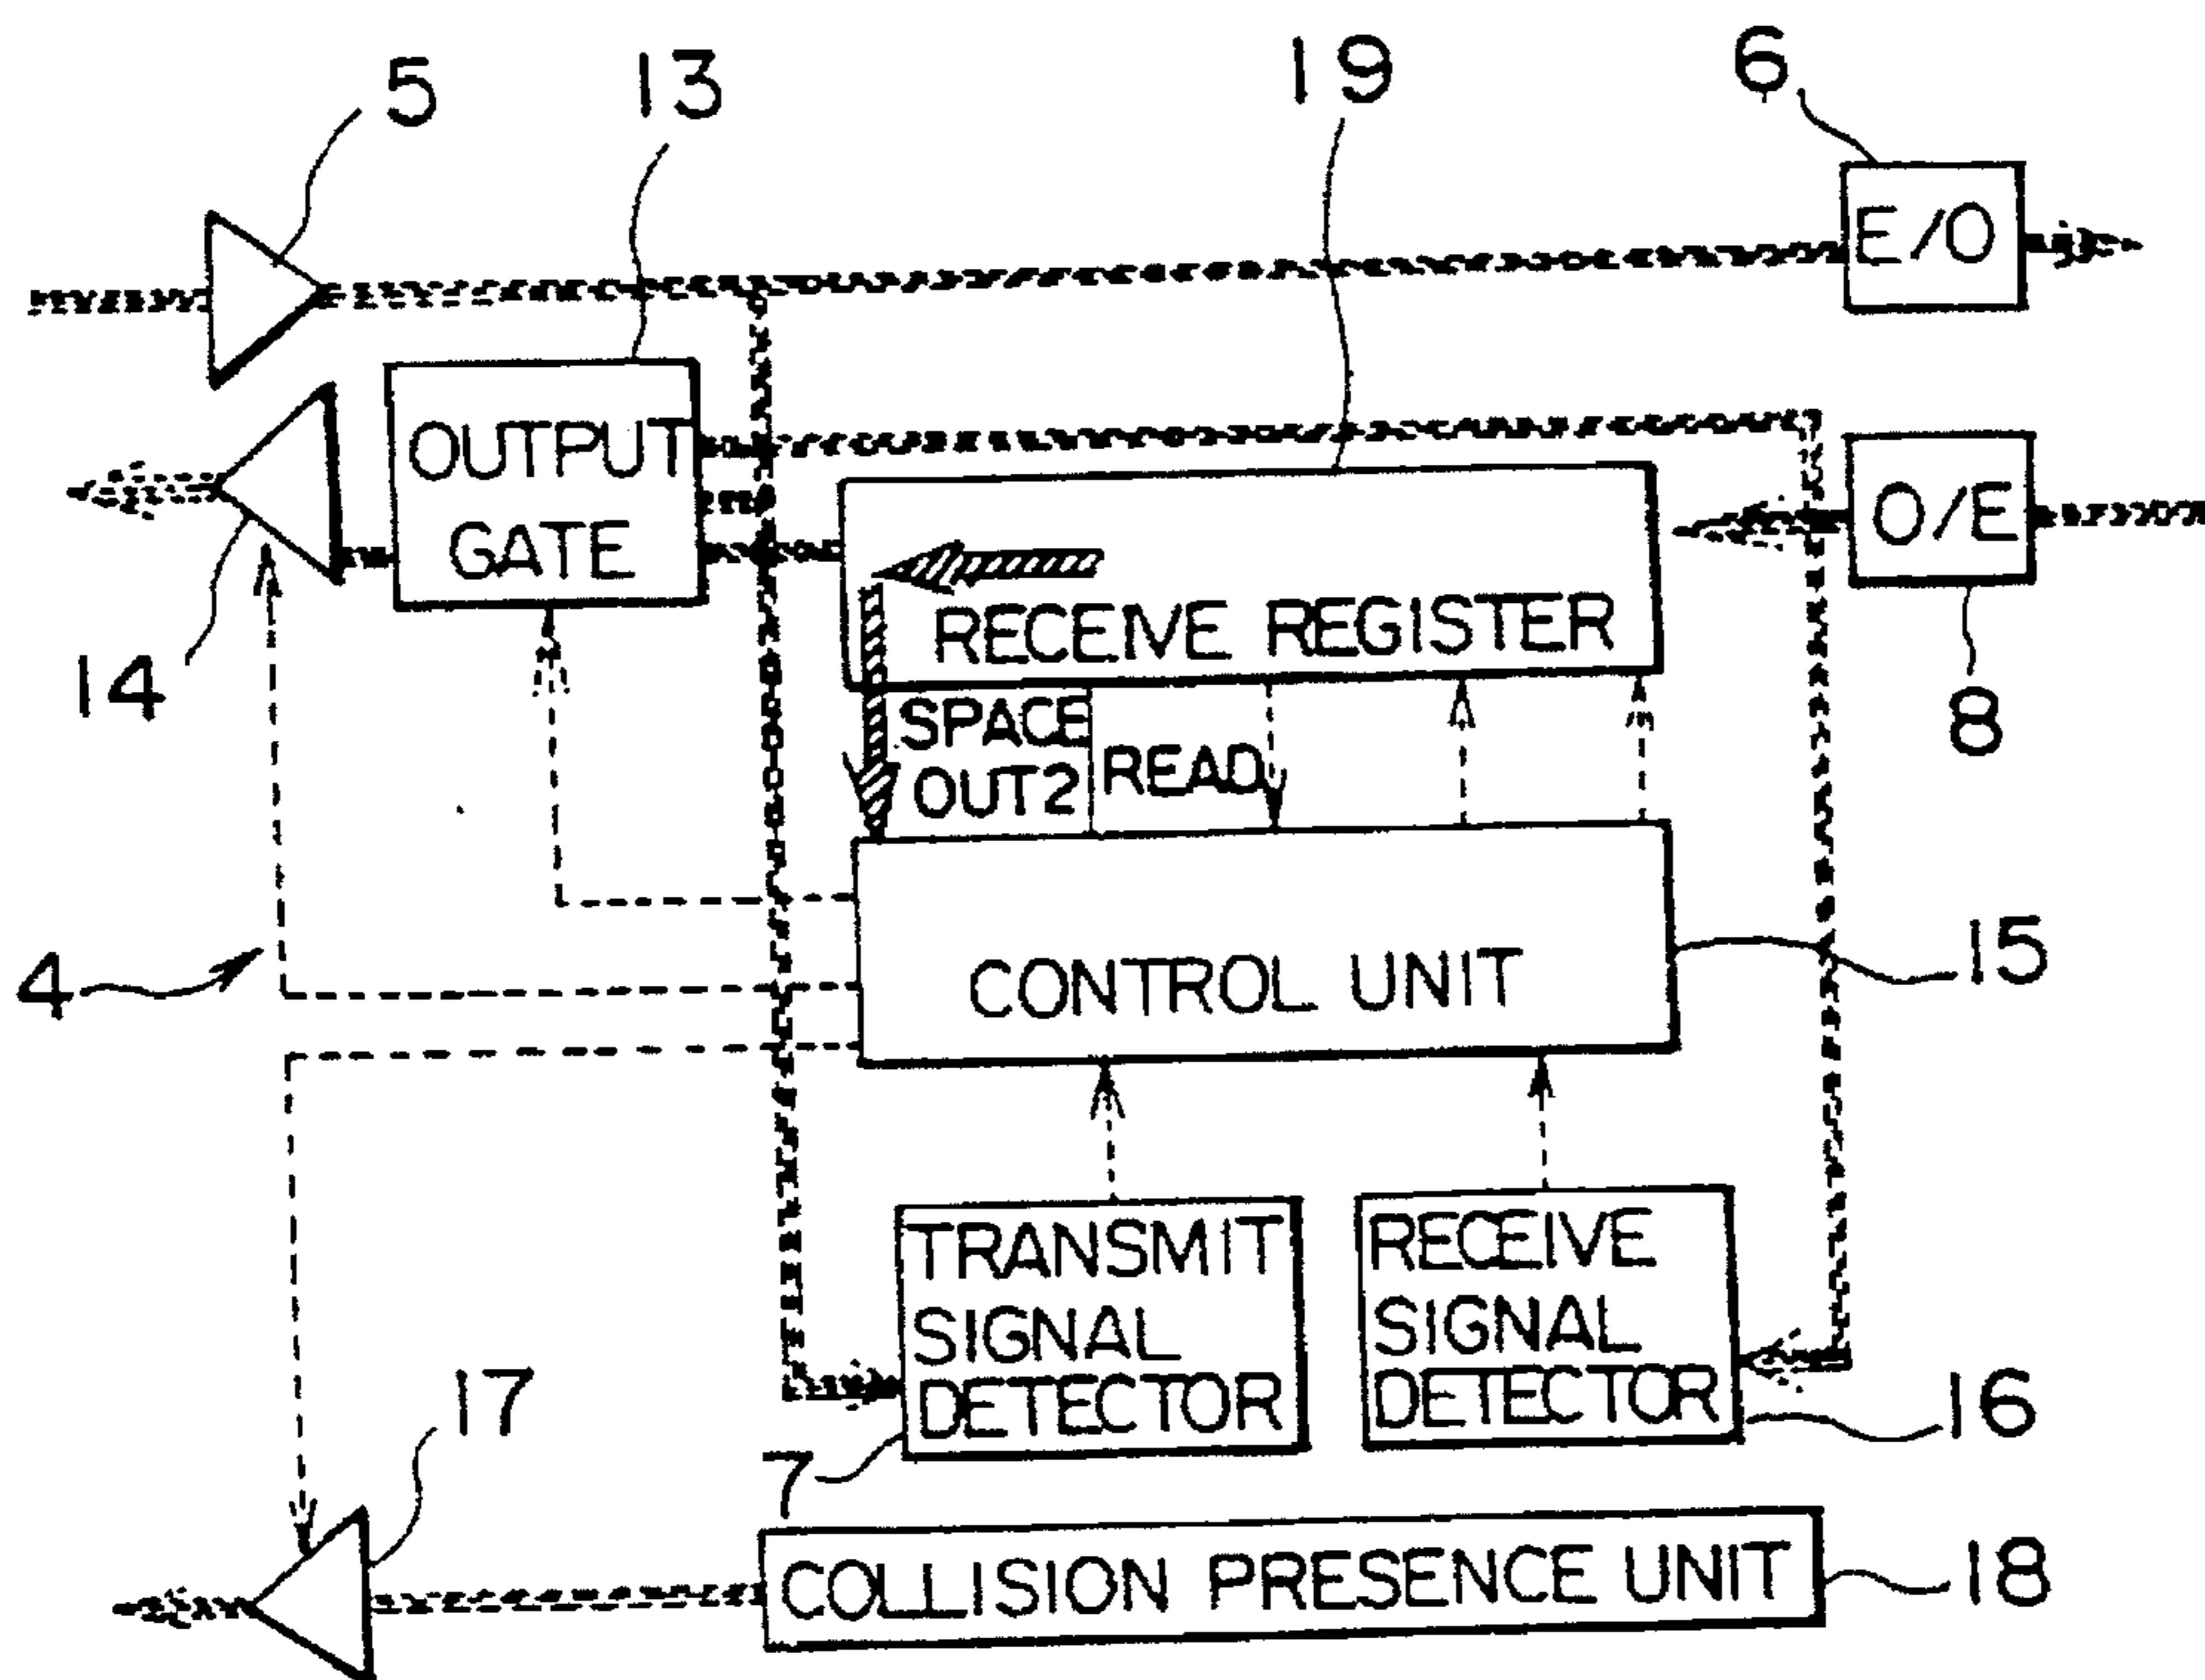 5
13
19
6
E/O
OUTPUT
GATE
O/E
RECEIVE REGISTER
14
8
SPACE
OUT2
READ
4
CONTROL UNIT
15
TRANSMIT
SIGNAL
DETECTOR
RECEIVE
SIGNAL
DETECTOR
17
7
16
COLLISION PRESENCE UNIT
18